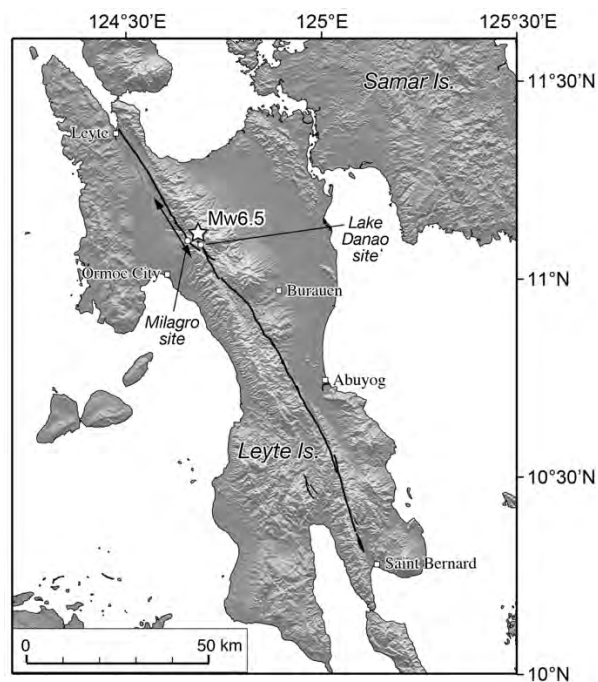 124°30’E
125°E
125°30’E
11°30’N
Samar Is.
Leyte
Mw6.5
Lake
Danao
site
11°N
Ormoc City
Burauen
Milagro
site
Abuyog
Leyte Is.
10°30’N
Saint Bernard
0
50 km
10°N